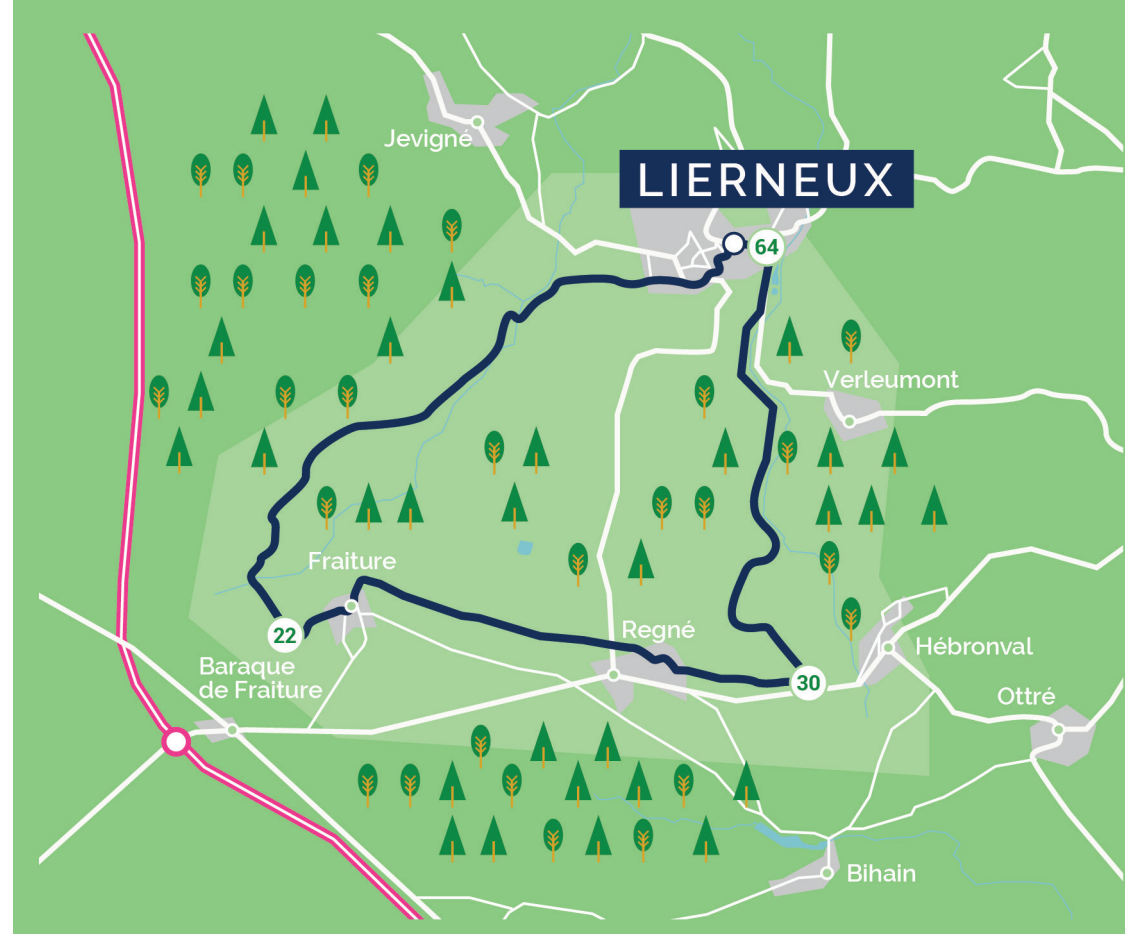 Jevigné
LIERNEUX
64
Verleumont
Fraiture
22
Regné
Hébronval
Baraque
de Fraiture
30
Ottré
Bihain